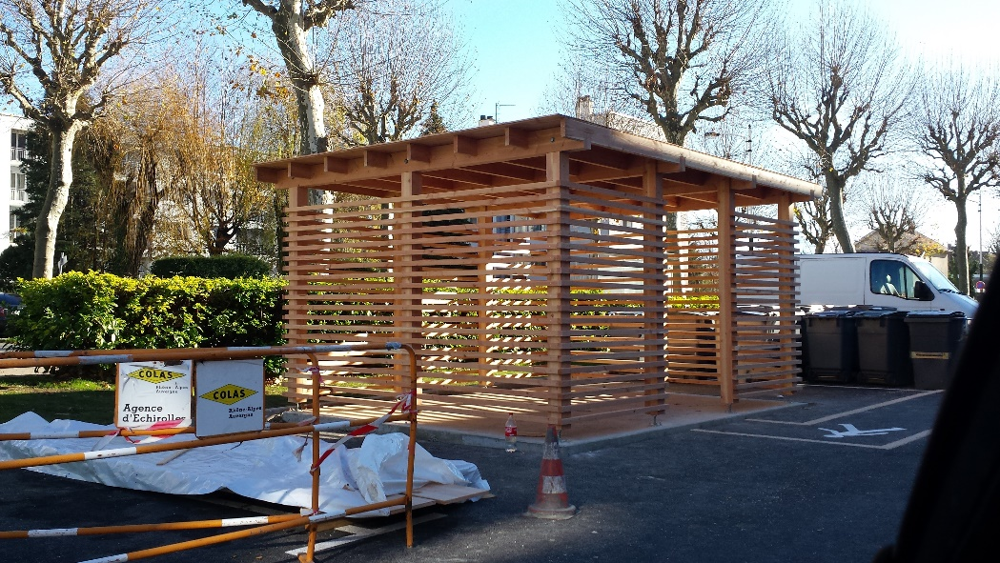 COLAS
Rhône-Alpes
Auvergne
Agence
d'Echirolles
COLAS
Rhône-Alpes
Auvergne